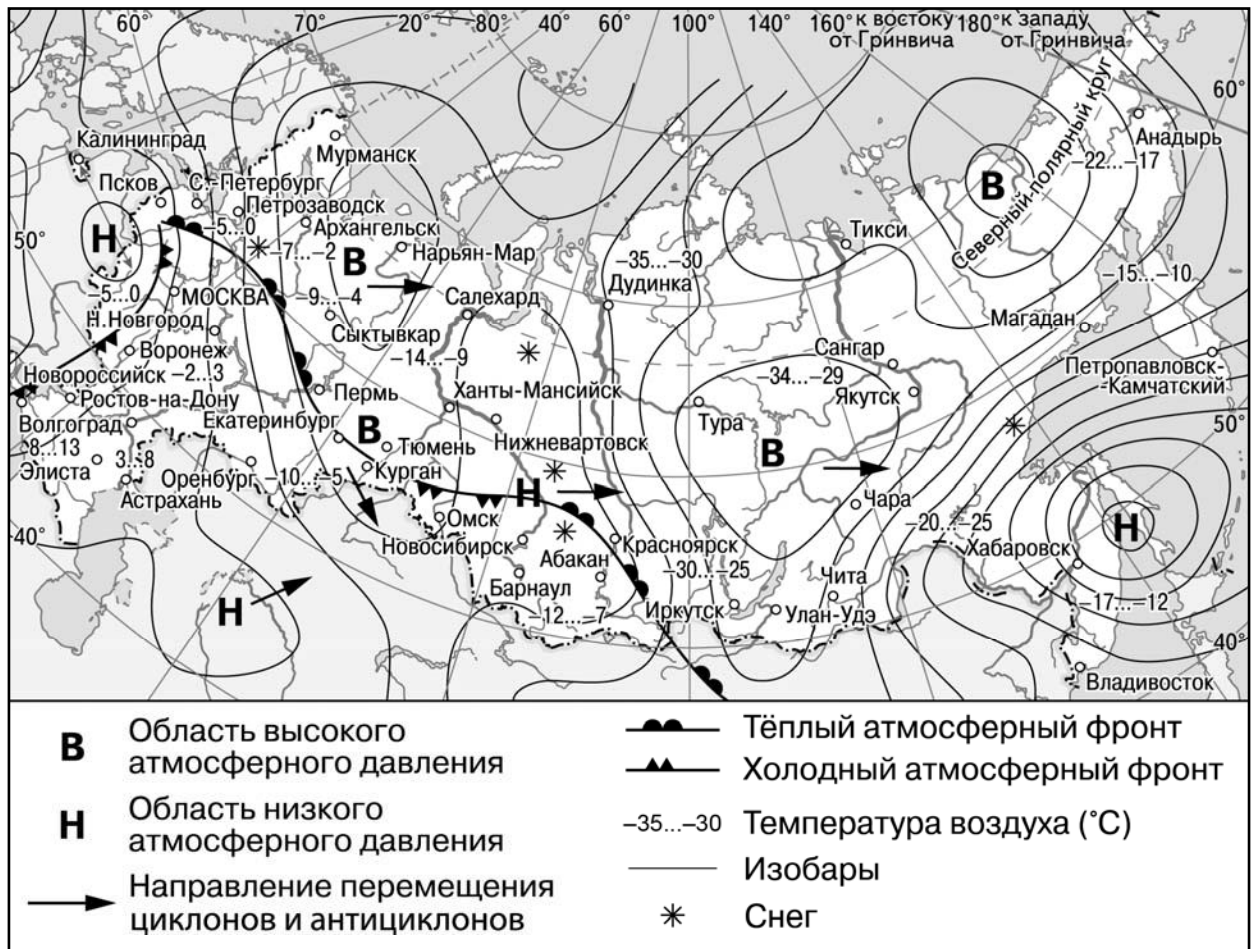 60°
70°
20°
80°
40°
60°
100°
140°
160°
к востоку
от Гринвича
180°
к западу
от Гринвича
60°
Северный полярный круг
Анадырь
Калининград
Мурманск
–22...–17
В
Псков
С.-Петербург
Петрозаводск
–5...0
Архангельск
Тикси
50°
Н
–7...–2
В
Нарьян-Мар
–35...–30
Дудинка
–15...–10
–5...0
МОСКВА
–9...–4
Салехард
Магадан
Н.Новгород
Сыктывкар
Сангар
Воронеж
–14...–9
Петропавловск-
-Камчатский
Новороссийск
–2...3
Ханты-Мансийск
–34...–29
Якутск
Ростов-на-Дону
Пермь
Тура
50°
Волгоград
Екатеринбург
В
Нижневартовск
В
–8...13
Тюмень
Элиста
3...8
Курган
Оренбург
–10...–5
Н
Чара
Астрахань
Омск
–20...–25
Н
40°
Новосибирск
Красноярск
Хабаровск
Абакан
–30...–25
Чита
Барнаул
Н
–12...–7
Иркутск
Улан-Удэ
–17...–12
40°
Владивосток
В
Область высокого
атмосферного давления
Н
Область низкого
атмосферного давления
Направление перемещения
циклонов и антициклонов
Тёплый атмосферный фронт
Холодный атмосферный фронт
–35...–30
Температура воздуха (°С)
Изобары
Снег